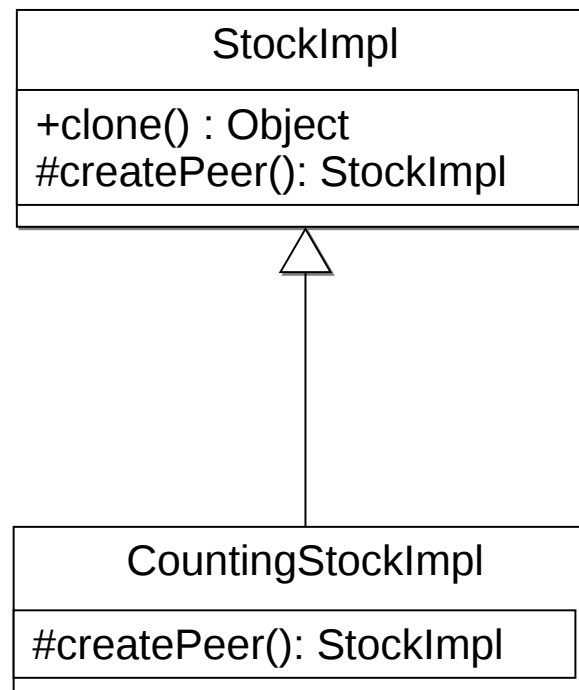 StockImpl
+clone() : Object
#createPeer(): StockImpl
CountingStockImpl
#createPeer(): StockImpl